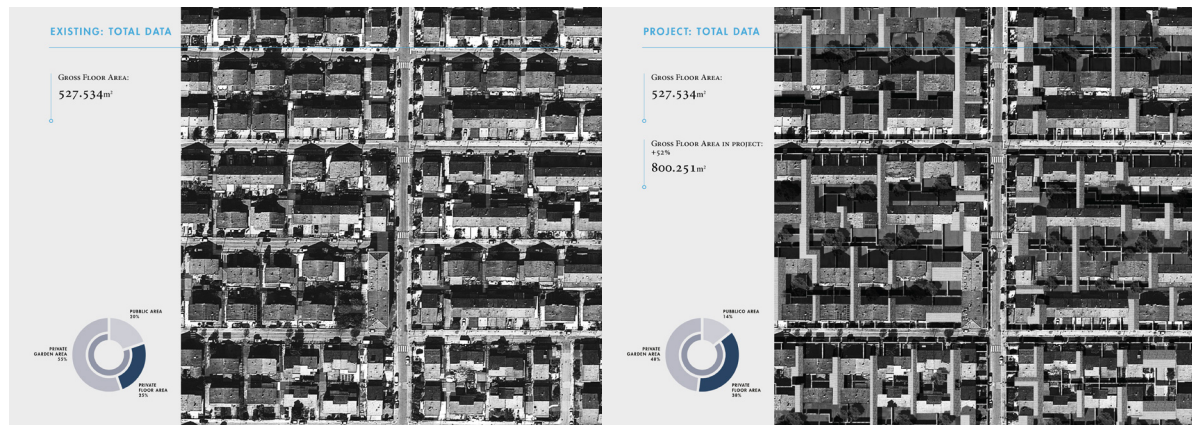 EXISTING: TOTAL DATA
Gross Floor Area:
527.534m²
PUBBLIC AREA
20%
PRIVATE
GARDEN AREA
55%
PRIVATE
FLOOR AREA
25%
PROJECT: TOTAL DATA
Gross Floor Area:
527.534m²
Gross Floor Area in project:
+52%
800.251m²
PUBBLICO AREA
14%
PRIVATE
GARDEN AREA
48%
PRIVATE
FLOOR AREA
38%